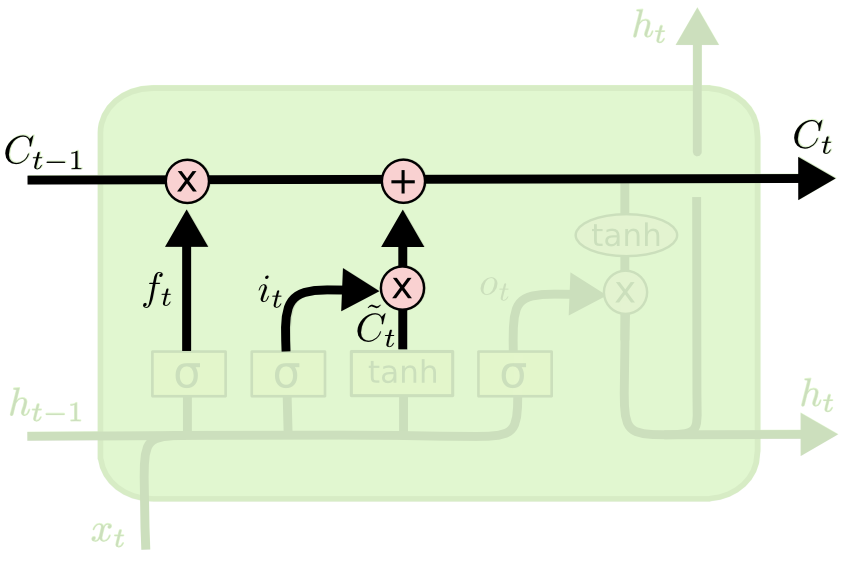 h_t
C_{t-1}
C_t
x
+
tanh
f_t
i_t
x
o_t
x
C̃_t
σ
σ
tanh
σ
h_{t-1}
h_t
x_t